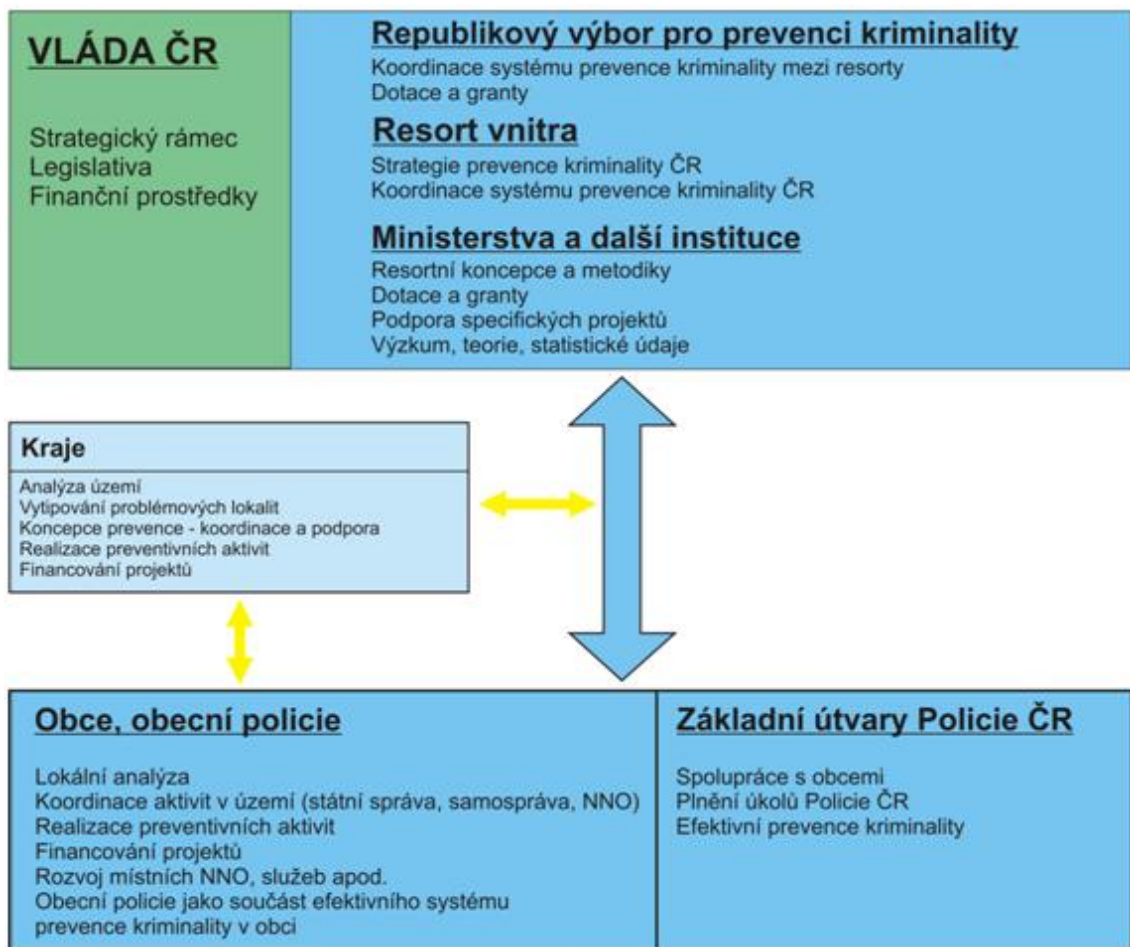 VLÁDA ČR
Strategický rámec
Legislativa
Finanční prostředky
Republikový výbor pro prevenci kriminality
Koordinace systému prevence kriminality mezi resorty
Dotace a granty
Resort vnitra
Strategie prevence kriminality ČR
Koordinace systému prevence kriminality ČR
Ministerstva a další instituce
Resortní koncepce a metodiky
Dotace a granty
Podpora specifických projektů
Výzkum, teorie, statistické údaje
Kraje
Analýza území
Vytipování problémových lokalit
Koncepce prevence - koordinace a podpora
Realizace preventivních aktivit
Financování projektů
Obce, obecní policie
Lokální analýza
Koordinace aktivit v území (státní správa, samospráva, NNO)
Realizace preventivních aktivit
Financování projektů
Rozvoj místních NNO, služeb apod.
Obecní policie jako součást efektivního systému
prevence kriminality v obci
Základní útvary Policie ČR
Spolupráce s obcemi
Plnění úkolů Policie ČR
Efektivní prevence kriminality